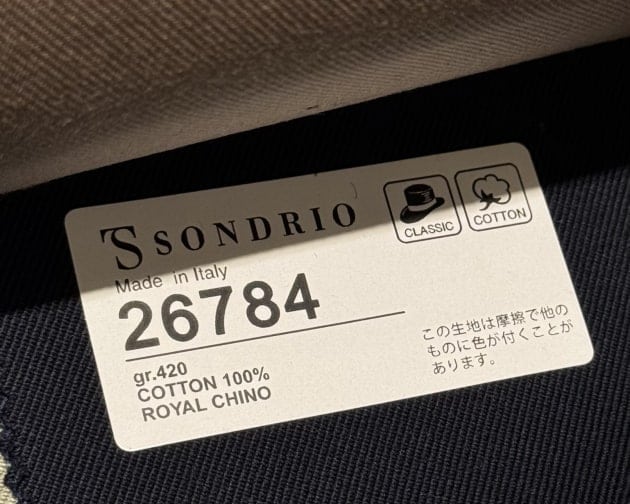 TS SONDRIO
CLASSIC
COTTON
Made in Italy
26784
gr.420
COTTON 100%
ROYAL CHINO
この生地は摩擦で他の
ものに色が付くことが
あります。